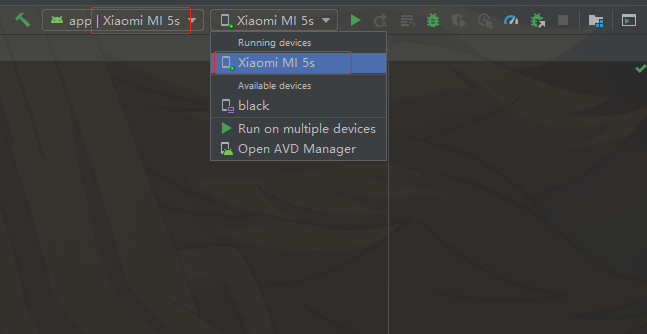 app | Xiaomi MI 5s
Xiaomi MI 5s
Running devices
Xiaomi MI 5s
Available devices
black
Run on multiple devices
Open AVD Manager